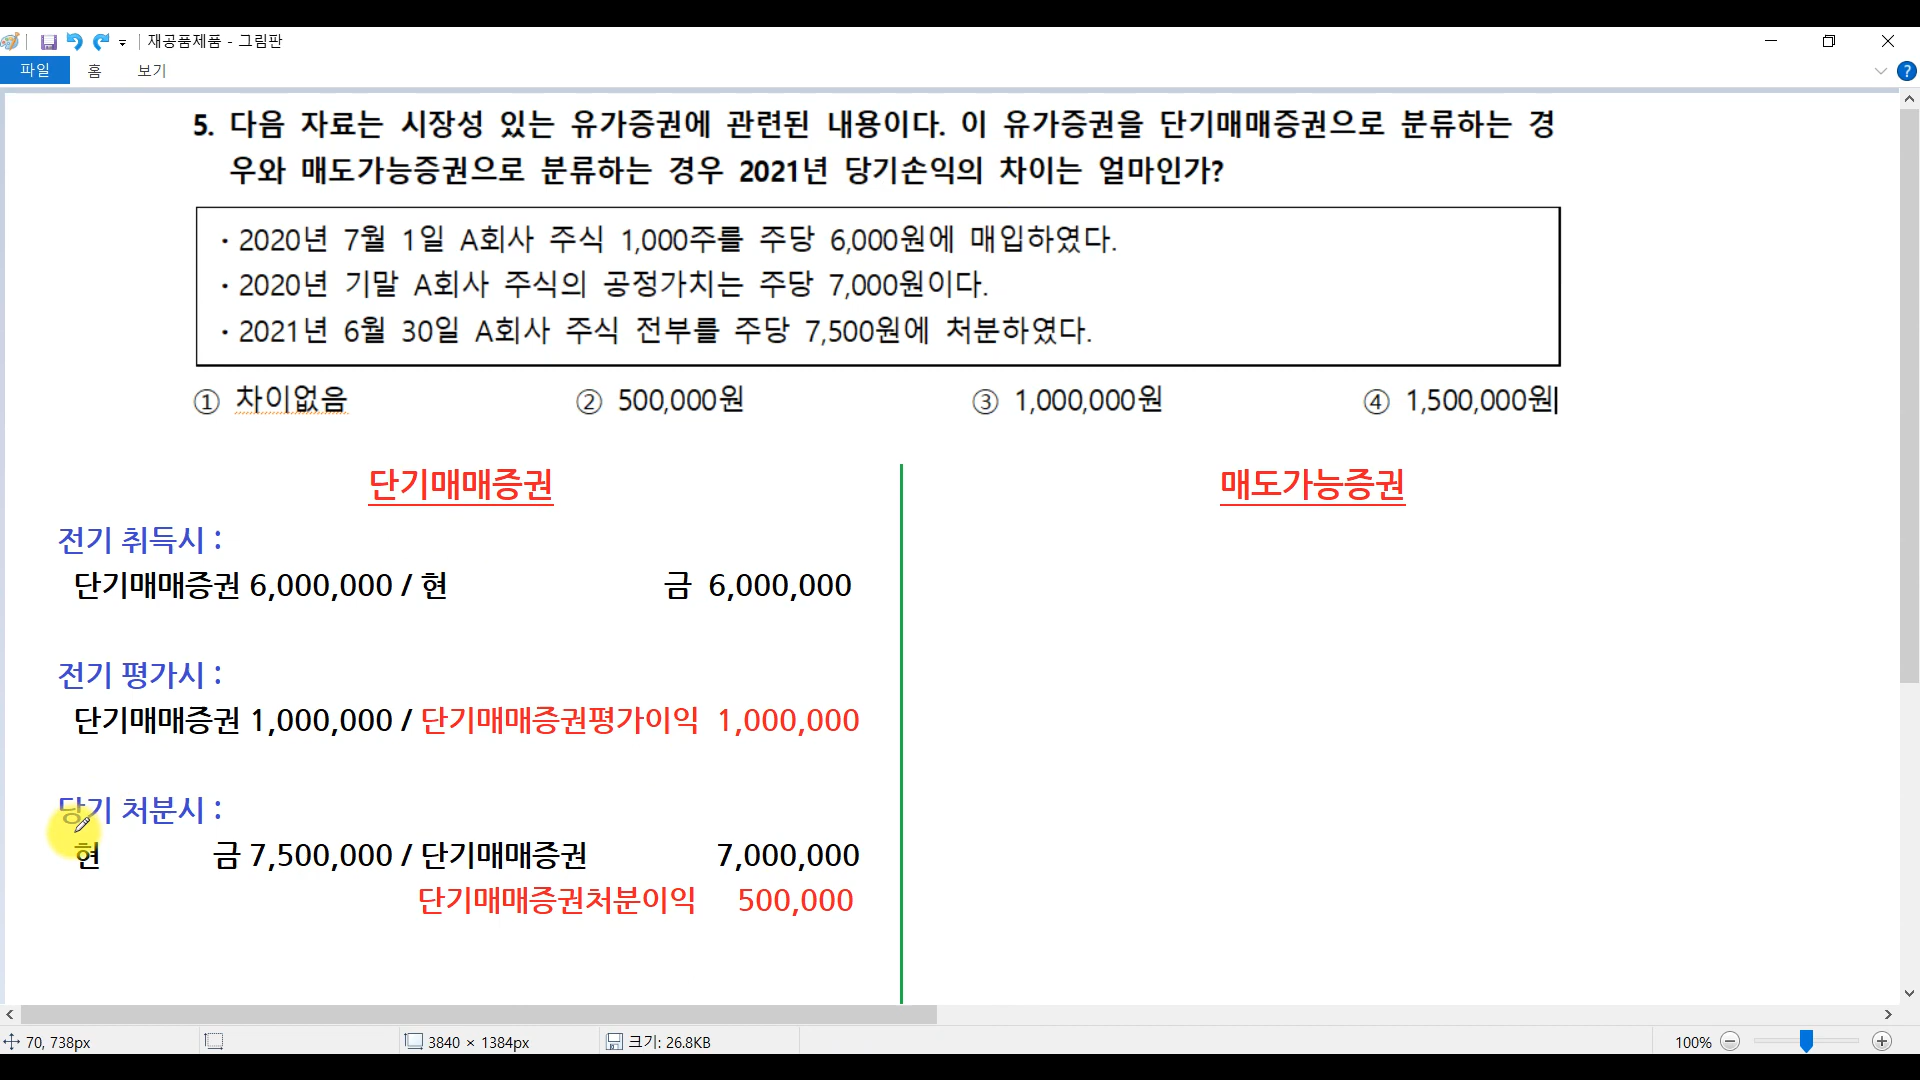 재공품제품 - 그림판
파일 홈 보기
5. 다음 자료는 시장성 있는 유가증권에 관련된 내용이다. 이 유가증권을 단기매매증권으로 분류하는 경
우와 매도가능증권으로 분류하는 경우 2021년 당기손익의 차이는 얼마인가?
· 2020년 7월 1일 A회사 주식 1,000주를 주당 6,000원에 매입하였다.
· 2020년 기말 A회사 주식의 공정가치는 주당 7,000원이다.
· 2021년 6월 30일 A회사 주식 전부를 주당 7,500원에 처분하였다.
① 차이없음 ② 500,000원 ③ 1,000,000원 ④ 1,500,000원
단기매매증권 매도가능증권
전기 취득시 :
단기매매증권 6,000,000 / 현 금 6,000,000
전기 평가시 :
단기매매증권 1,000,000 / 단기매매증권평가이익 1,000,000
당기 처분시 :
현 금 7,500,000 / 단기매매증권 7,000,000
단기매매증권처분이익 500,000
70, 738px 3840 × 1384px 크기: 26.8KB 100%